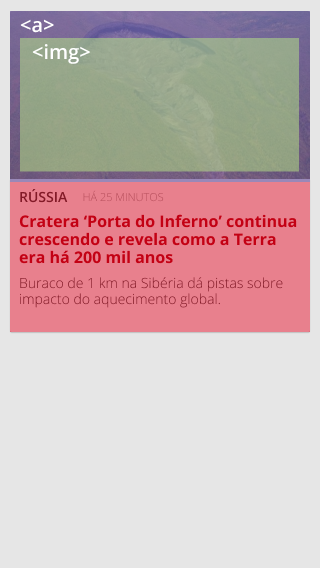 <a>
<img>
RÚSSIA HÁ 25 MINUTOS
Cratera ‘Porta do Inferno’ continua
crescendo e revela como a Terra
era há 200 mil anos
Buraco de 1 km na Sibéria dá pistas sobre
impacto do aquecimento global.